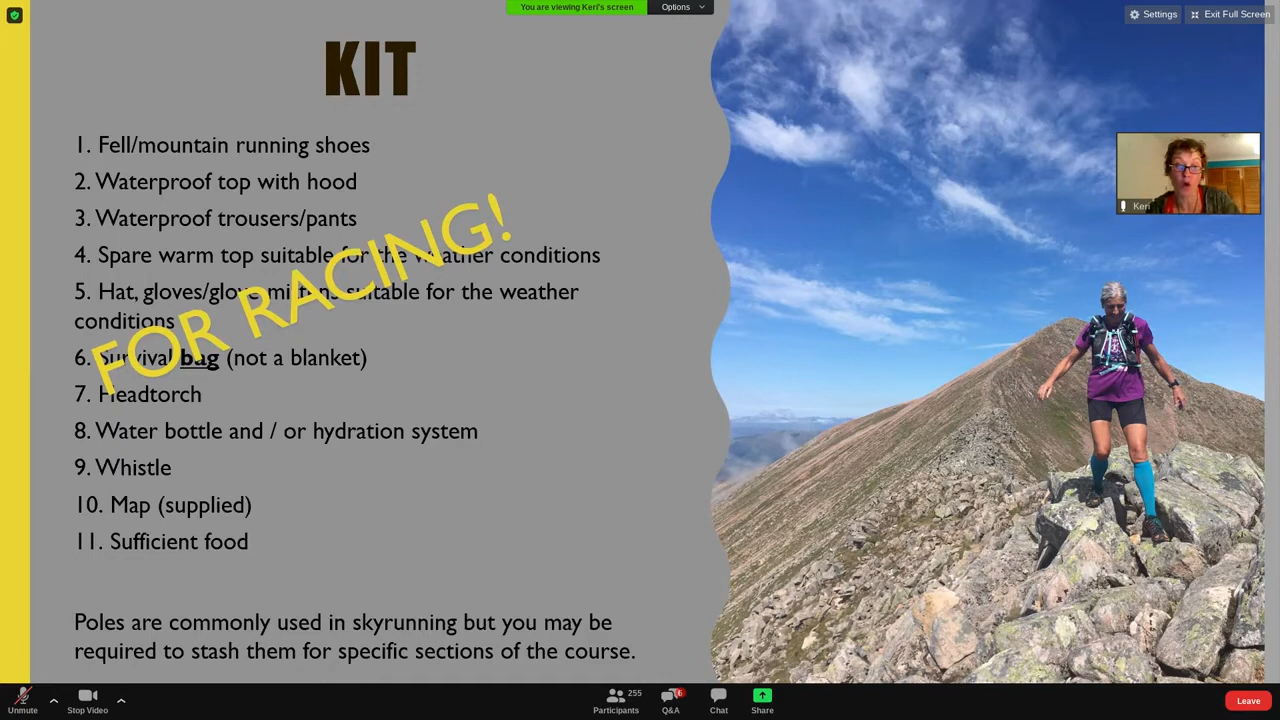 You are viewing Keri's screen
Options
Settings
Exit Full Screen
KIT
1. Fell/mountain running shoes
2. Waterproof top with hood
3. Waterproof trousers/pants
4. Spare warm top suitable for the weather conditions
5. Hat, gloves/glove mittens suitable for the weather
conditions
6. Survival bag (not a blanket)
7. Headtorch
8. Water bottle and / or hydration system
9. Whistle
10. Map (supplied)
11. Sufficient food
FOR RACING!
Poles are commonly used in skyrunning but you may be
required to stash them for specific sections of the course.
Keri
Unmute
Stop Video
Participants
255
Q&A
6
Chat
Share
Leave